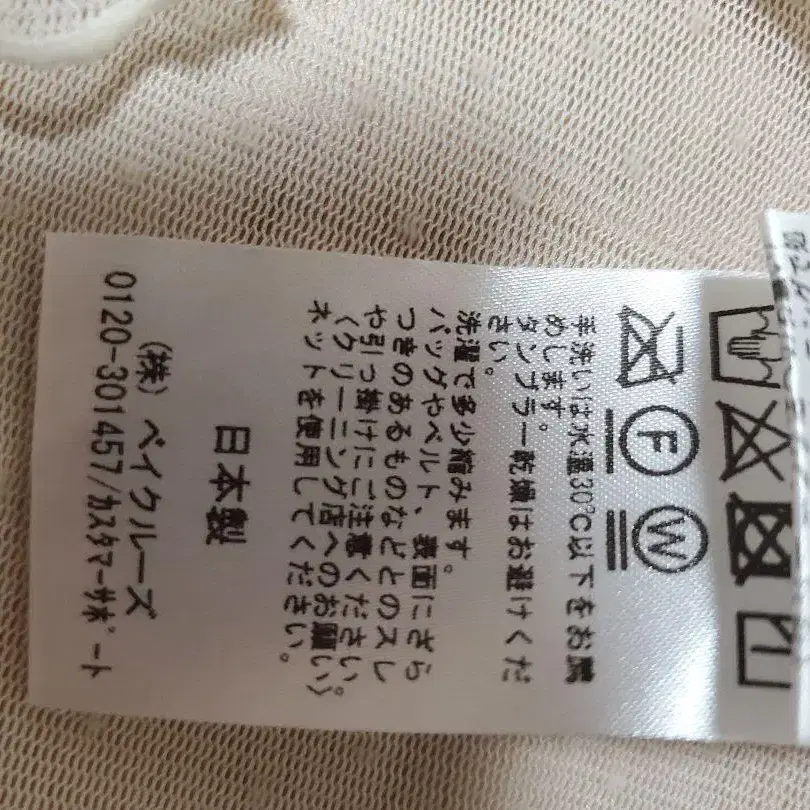 F
W
手洗いは水温30℃以下をお薦
めします。
タンブラー乾燥はお避けくだ
さい。
洗濯で多少縮みます。
バッグやベルト、表面にざら
つきのあるものなどとのスレ
や引っ掛けにご注意ください。
〈クリーニング店へのお願い〉
ネットを使用してください。
日本製
(株) ベイクルーズ
0120-301457/カスタマーサポート